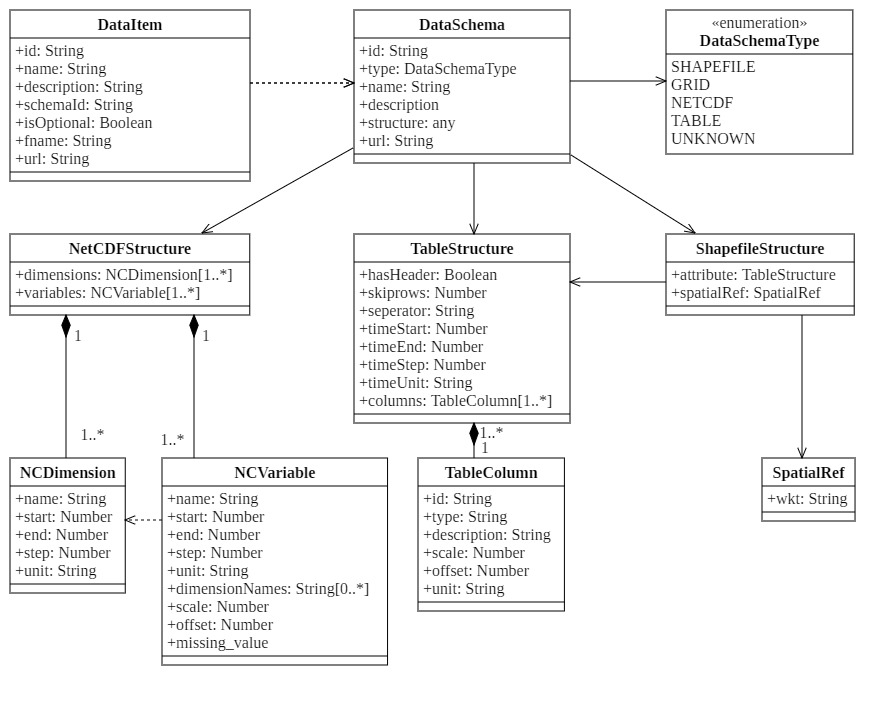 DataItem
+id: String
+name: String
+description: String
+schemaId: String
+isOptional: Boolean
+fname: String
+url: String
DataSchema
+id: String
+type: DataSchemaType
+name: String
+description
+structure: any
+url: String
«enumeration»
DataSchemaType
SHAPEFILE
GRID
NETCDF
TABLE
UNKNOWN
NetCDFStructure
+dimensions: NCDimension[1..*]
+variables: NCVariable[1..*]
TableStructure
+hasHeader: Boolean
+skiprows: Number
+seperator: String
+timeStart: Number
+timeEnd: Number
+timeStep: Number
+timeUnit: String
+columns: TableColumn[1..*]
ShapefileStructure
+attribute: TableStructure
+spatialRef: SpatialRef
1
1
1..*
1..*
1..*
1
NCDimension
+name: String
+start: Number
+end: Number
+step: Number
+unit: String
NCVariable
+name: String
+start: Number
+end: Number
+step: Number
+unit: String
+dimensionNames: String[0..*]
+scale: Number
+offset: Number
+missing_value
TableColumn
+id: String
+type: String
+description: String
+scale: Number
+offset: Number
+unit: String
SpatialRef
+wkt: String